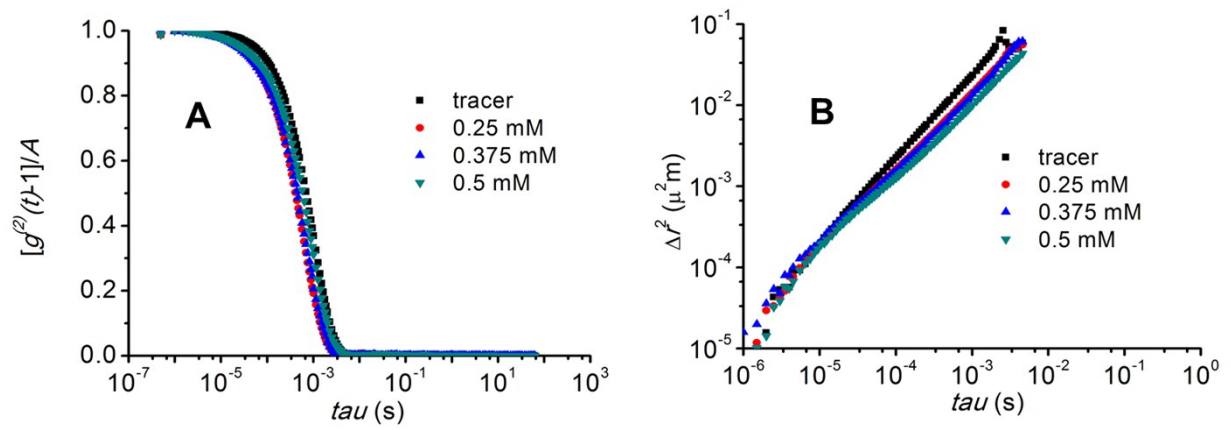 A
[g⁽²⁾(t)-1]/A
1.0
0.8
0.6
0.4
0.2
0.0
tracer
0.25 mM
0.375 mM
0.5 mM
10⁻⁷ 10⁻⁵ 10⁻³ 10⁻¹ 10¹ 10³
tau (s)
B
Δr² (μ²m)
10⁻¹
10⁻²
10⁻³
10⁻⁴
10⁻⁵
tracer
0.25 mM
0.375 mM
0.5 mM
10⁻⁶ 10⁻⁵ 10⁻⁴ 10⁻³ 10⁻² 10⁻¹ 10⁰
tau (s)